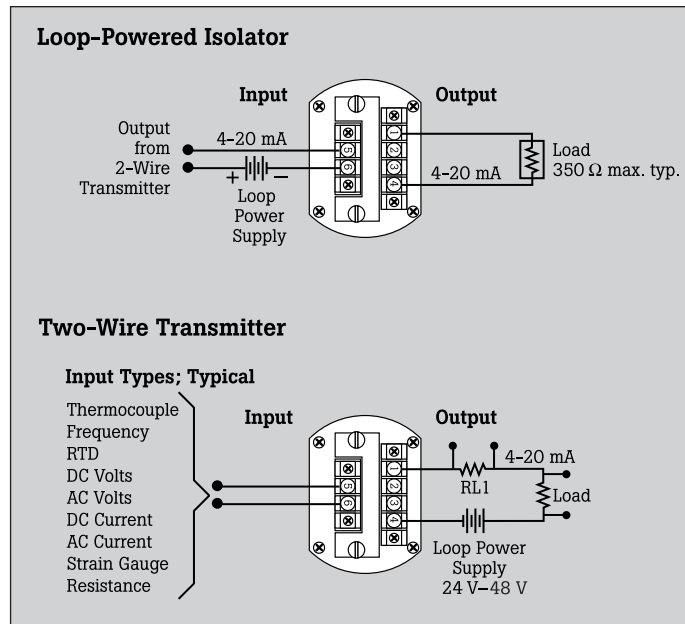 Loop-Powered Isolator
Input
Output
Output
from
2-Wire
Transmitter
4-20 mA
+
−
Loop
Power
Supply
5
6
1
2
3
4
4-20 mA
Load
350 Ω max. typ.
Two-Wire Transmitter
Input Types; Typical
Thermocouple
Frequency
RTD
DC Volts
AC Volts
DC Current
AC Current
Strain Gauge
Resistance
Input
Output
5
6
1
2
3
4
4-20 mA
RL1
Load
Loop Power
Supply
24 V–48 V